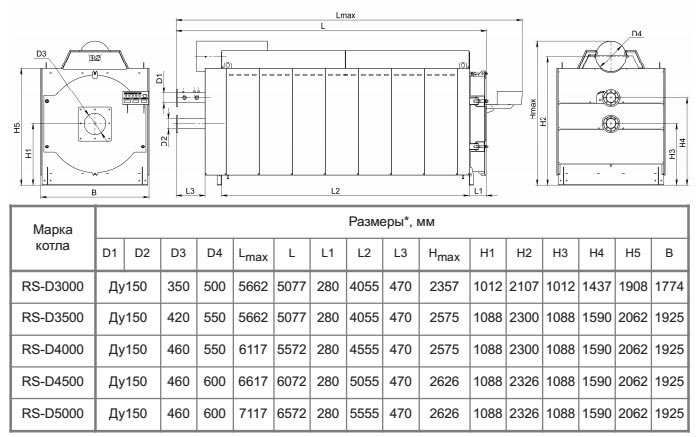 Lmax
L
D3
RS
D1
D2
H5
H1
B
L3
L2
L1
D4
Hmax
H2
H3
H4
Марка котла
Размеры*, мм
D1 D2 D3 D4 Lmax L L1 L2 L3 Hmax H1 H2 H3 H4 H5 B
RS-D3000 Ду150 350 500 5662 5077 280 4055 470 2357 1012 2107 1012 1437 1908 1774
RS-D3500 Ду150 420 550 5662 5077 280 4055 470 2575 1088 2300 1088 1590 2062 1925
RS-D4000 Ду150 460 550 6117 5572 280 4555 470 2575 1088 2300 1088 1590 2062 1925
RS-D4500 Ду150 460 600 6617 6072 280 5055 470 2626 1088 2326 1088 1590 2062 1925
RS-D5000 Ду150 460 600 7117 6572 280 5555 470 2626 1088 2326 1088 1590 2062 1925